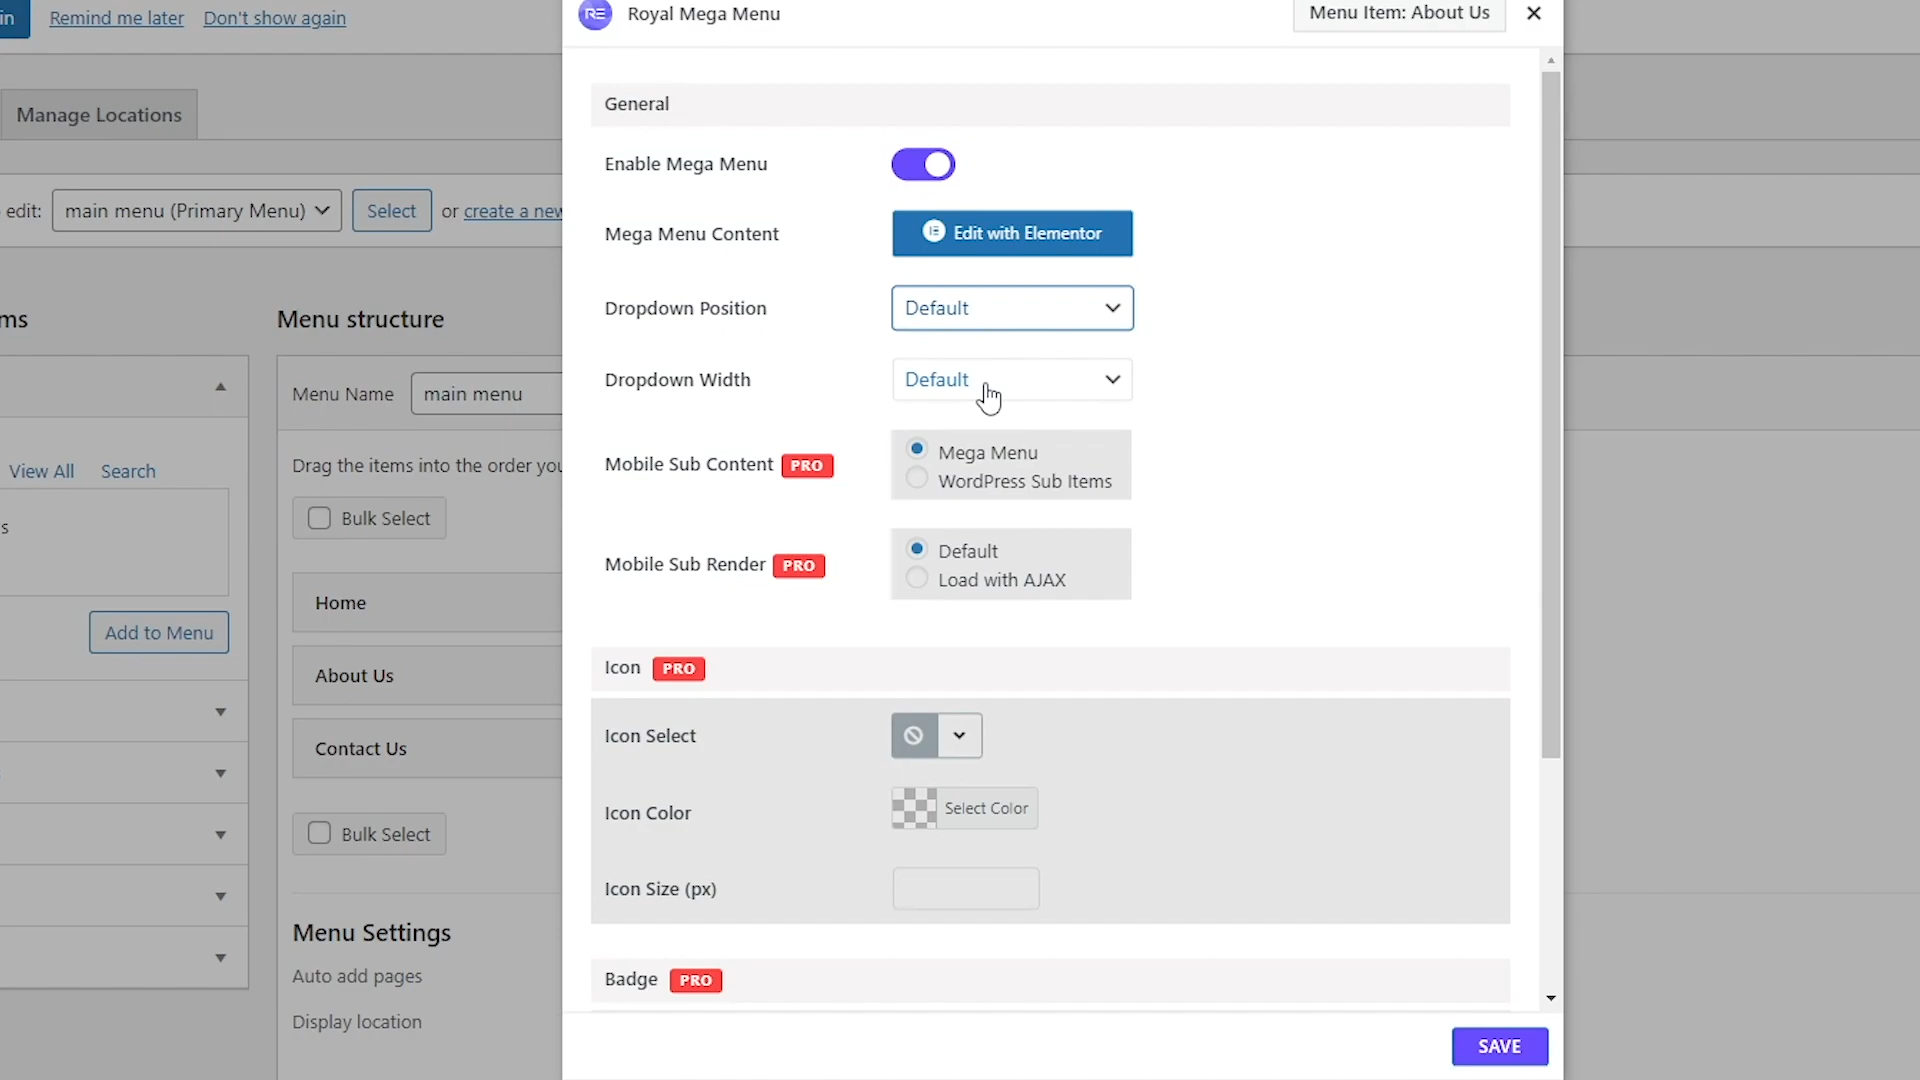 in
Remind me later
Don't show again
Manage Locations
edit:
main menu (Primary Menu)
Select
or create a new
ms
View All
Search
s
Add to Menu
Menu structure
Menu Name
main menu
Drag the items into the order you
Bulk Select
Home
About Us
Contact Us
Bulk Select
Menu Settings
Auto add pages
Display location
RE
Royal Mega Menu
Menu Item: About Us
General
Enable Mega Menu
Mega Menu Content
Edit with Elementor
Dropdown Position
Default
Dropdown Width
Default
Mobile Sub Content PRO
Mega Menu
WordPress Sub Items
Mobile Sub Render PRO
Default
Load with AJAX
Icon PRO
Icon Select
Icon Color
Select Color
Icon Size (px)
Badge PRO
SAVE